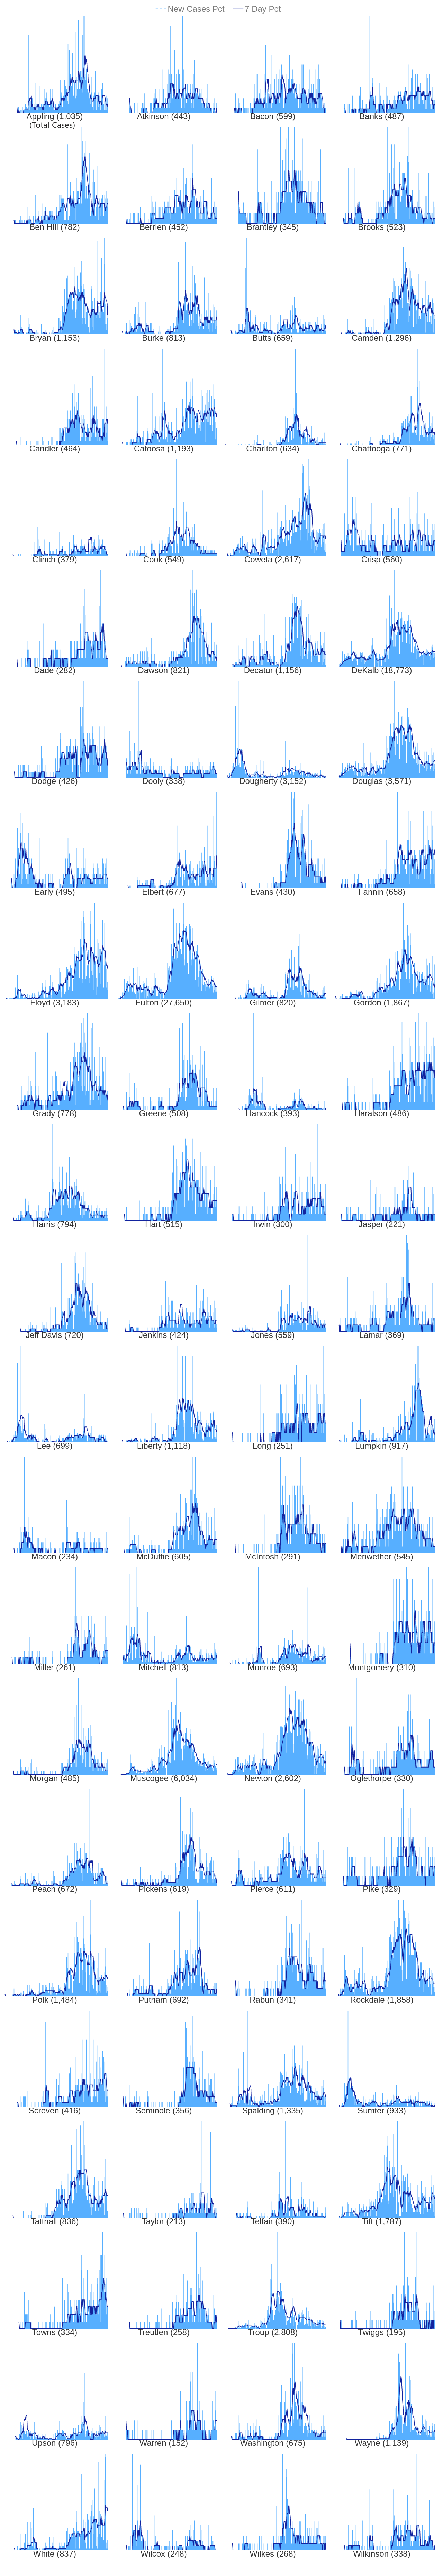 New Cases Pct 7 Day Pct
Appling (1,035) Atkinson (443) Bacon (599) Banks (487)
(Total Cases)
Ben Hill (782) Berrien (452) Brantley (345) Brooks (523)
Bryan (1,153) Burke (813) Butts (659) Camden (1,296)
Candler (464) Catoosa (1,193) Charlton (634) Chattooga (771)
Clinch (379) Cook (549) Coweta (2,617) Crisp (560)
Dade (282) Dawson (821) Decatur (1,156) DeKalb (18,773)
Dodge (426) Dooly (338) Dougherty (3,152) Douglas (3,571)
Early (495) Elbert (677) Evans (430) Fannin (658)
Floyd (3,183) Fulton (27,650) Gilmer (820) Gordon (1,867)
Grady (778) Greene (508) Hancock (393) Haralson (486)
Harris (794) Hart (515) Irwin (300) Jasper (221)
Jeff Davis (720) Jenkins (424) Jones (559) Lamar (369)
Lee (699) Liberty (1,118) Long (251) Lumpkin (917)
Macon (234) McDuffie (605) McIntosh (291) Meriwether (545)
Miller (261) Mitchell (813) Monroe (693) Montgomery (310)
Morgan (485) Muscogee (6,034) Newton (2,602) Oglethorpe (330)
Peach (672) Pickens (619) Pierce (611) Pike (329)
Polk (1,484) Putnam (692) Rabun (341) Rockdale (1,858)
Screven (416) Seminole (356) Spalding (1,335) Sumter (933)
Tattnall (836) Taylor (213) Telfair (390) Tift (1,787)
Towns (334) Treutlen (258) Troup (2,808) Twiggs (195)
Upson (796) Warren (152) Washington (675) Wayne (1,139)
White (837) Wilcox (248) Wilkes (268) Wilkinson (338)